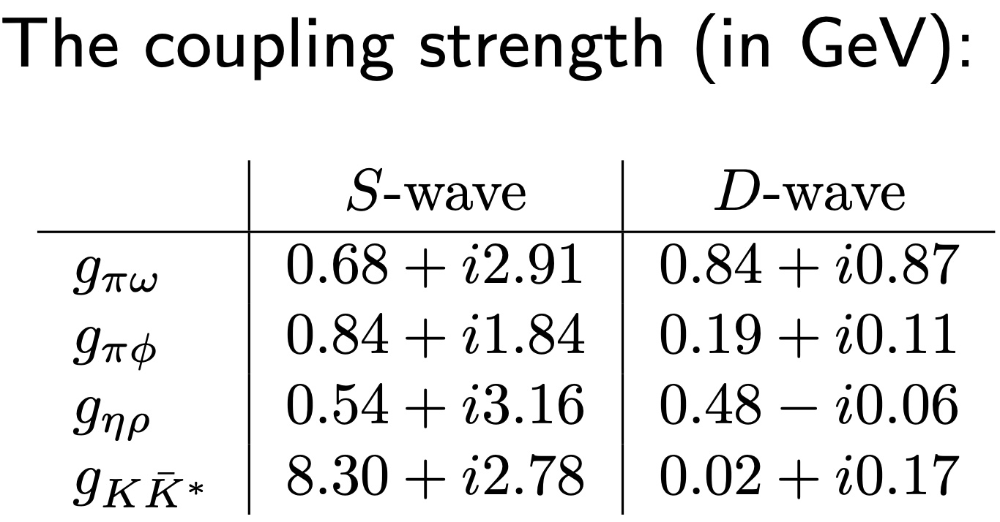 The coupling strength (in GeV):
S-wave D-wave
g_{πω} 0.68 + i2.91 0.84 + i0.87
g_{πϕ} 0.84 + i1.84 0.19 + i0.11
g_{ηρ} 0.54 + i3.16 0.48 − i0.06
g_{KK̄*} 8.30 + i2.78 0.02 + i0.17